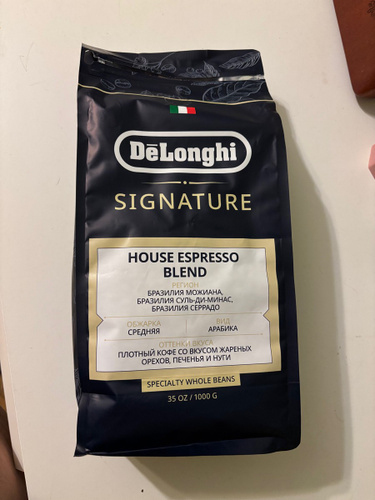 DeLonghi
SIGNATURE
HOUSE ESPRESSO
BLEND
РЕГИОН
БРАЗИЛИЯ МОЖИАНА,
БРАЗИЛИЯ СУЛЬ-ДИ-МИНАС,
БРАЗИЛИЯ СЕРРАДО
ОБЖАРКА ВИД
СРЕДНЯЯ АРАБИКА
ОТТЕНКИ ВКУСА
ПЛОТНЫЙ КОФЕ СО ВКУСОМ ЖАРЕНЫХ
ОРЕХОВ, ПЕЧЕНЬЯ И НУГИ
SPECIALTY WHOLE BEANS
35 OZ / 1000 G